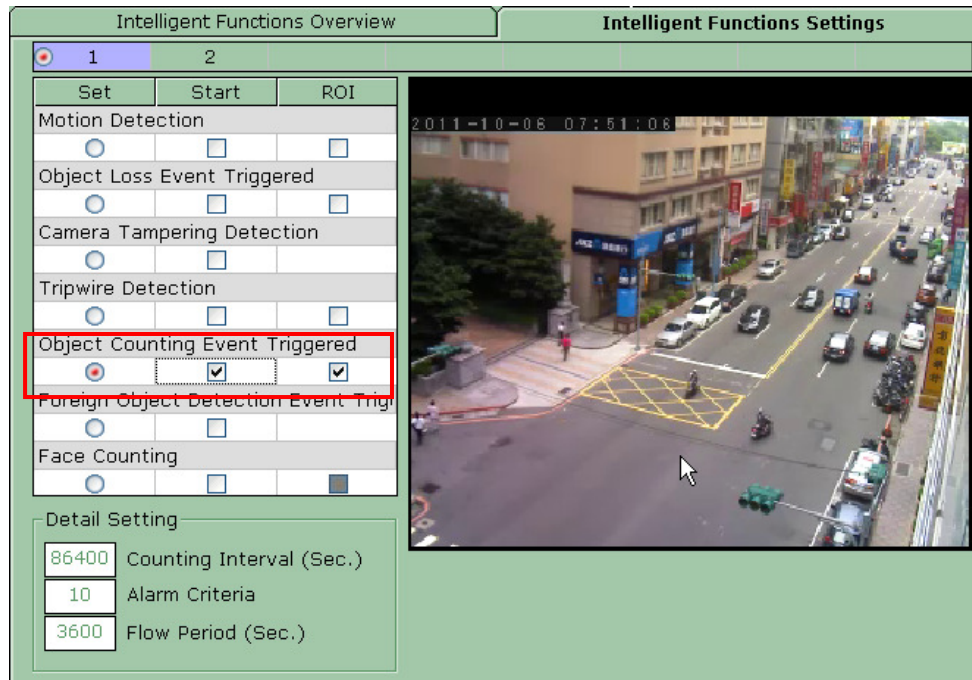 Intelligent Functions Overview
Intelligent Functions Settings
1 2
Set Start ROI
Motion Detection
Object Loss Event Triggered
Camera Tampering Detection
Tripwire Detection
Object Counting Event Triggered
Foreign Object Detection Event Trig
Face Counting
Detail Setting
86400 Counting Interval (Sec.)
10 Alarm Criteria
3600 Flow Period (Sec.)
2011-10-06 07:51:06